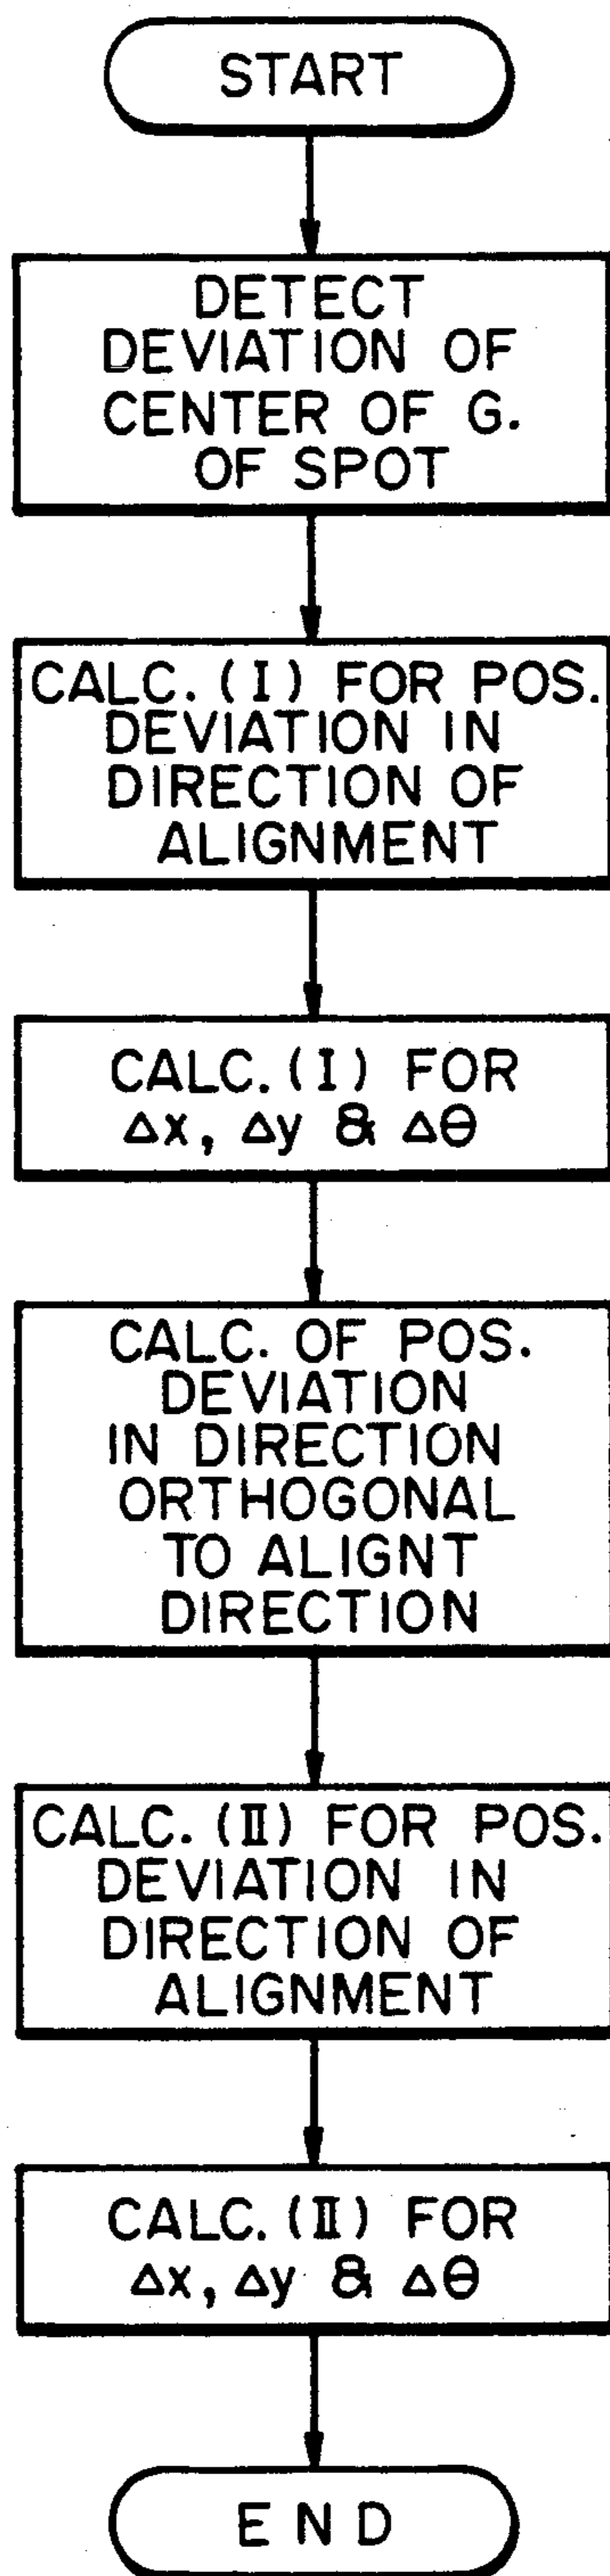 START
DETECT
DEVIATION OF
CENTER OF G.
OF SPOT
CALC. (I) FOR POS.
DEVIATION IN
DIRECTION OF
ALIGNMENT
CALC. (I) FOR
Δx, Δy & Δθ
CALC. OF POS.
DEVIATION
IN DIRECTION
ORTHOGONAL
TO ALIGNT
DIRECTION
CALC. (II) FOR POS.
DEVIATION IN
DIRECTION OF
ALIGNMENT
CALC. (II) FOR
Δx, Δy & Δθ
END